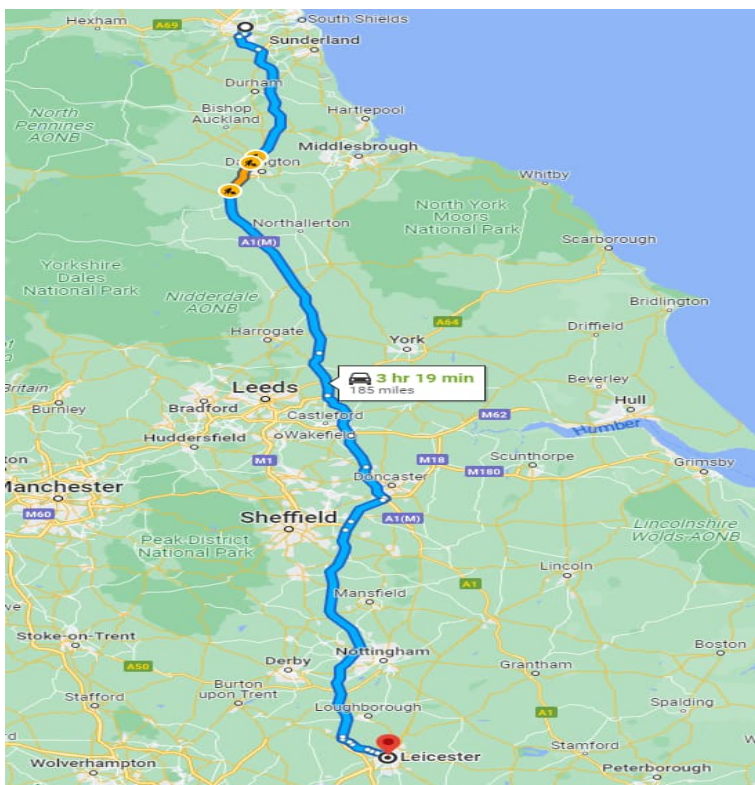 Hexham
A69
South Shields
Sunderland
Durham
North
Pennines
AONB
Bishop
Auckland
Hartlepool
Middlesbrough
Whitby
Northallerton
North York
Moors
National Park
A1(M)
Scarborough
Yorkshire
Dales
National Park
Nidderdale
AONB
Bridlington
Harrogate
York
A64
Driffield
3 hr 19 min
185 miles
Beverley
Leeds
Hull
Britain
Burnley
Bradford
Castleford
M62
Huddersfield
Wakefield
Humber
M1
M18
Scunthorpe
Grimsby
Doncaster
M180
Manchester
M60
Sheffield
A1(M)
Lincolnshire
Wolds AONB
Peak District
National Park
Lincoln
A1
Mansfield
Stoke-on-Trent
Nottingham
Boston
Derby
A50
Grantham
Burton
upon Trent
Stafford
Loughborough
Spalding
A1
Leicester
Stamford
Wolverhampton
Peterborough